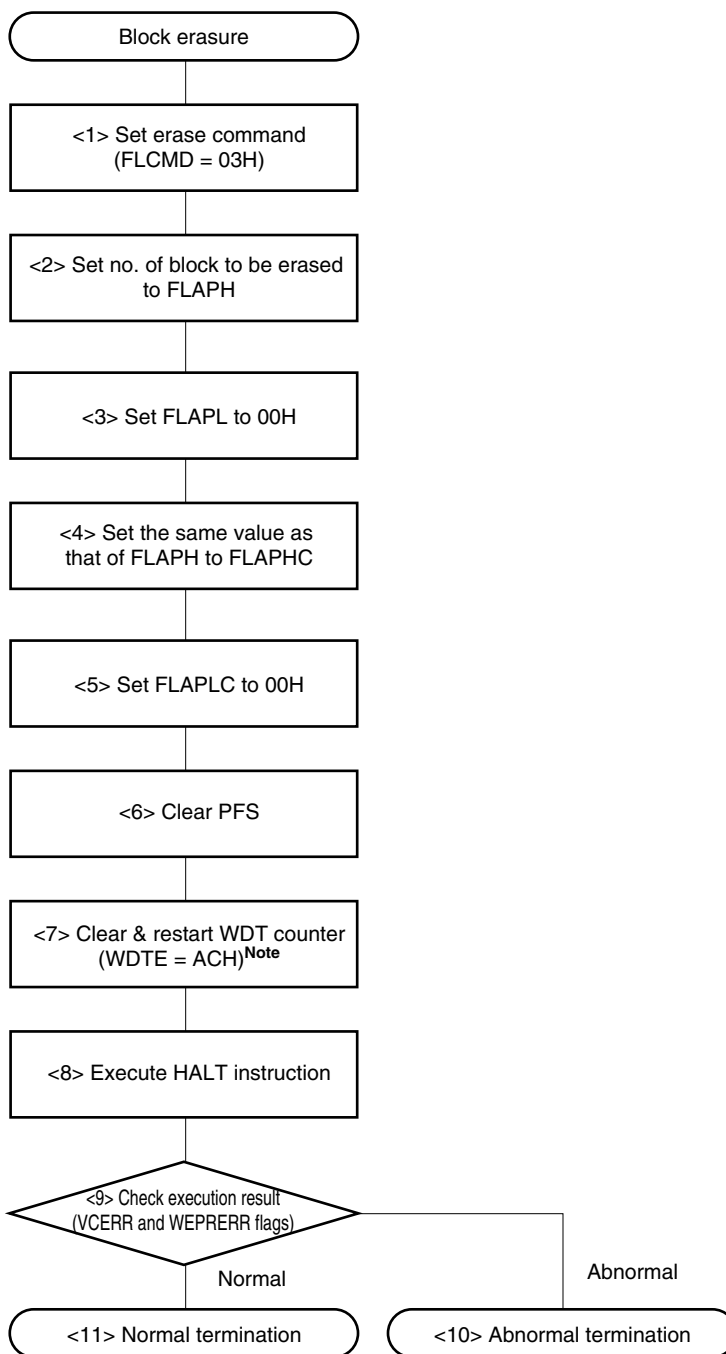 Block erasure
<1> Set erase command
(FLCMD = 03H)
<2> Set no. of block to be erased
to FLAPH
<3> Set FLAPL to 00H
<4> Set the same value as
that of FLAPH to FLAPHC
<5> Set FLAPLC to 00H
<6> Clear PFS
<7> Clear & restart WDT counter
(WDTE = ACH)Note
<8> Execute HALT instruction
<9> Check execution result
(VCERR and WEPRERR flags)
Normal
Abnormal
<11> Normal termination
<10> Abnormal termination